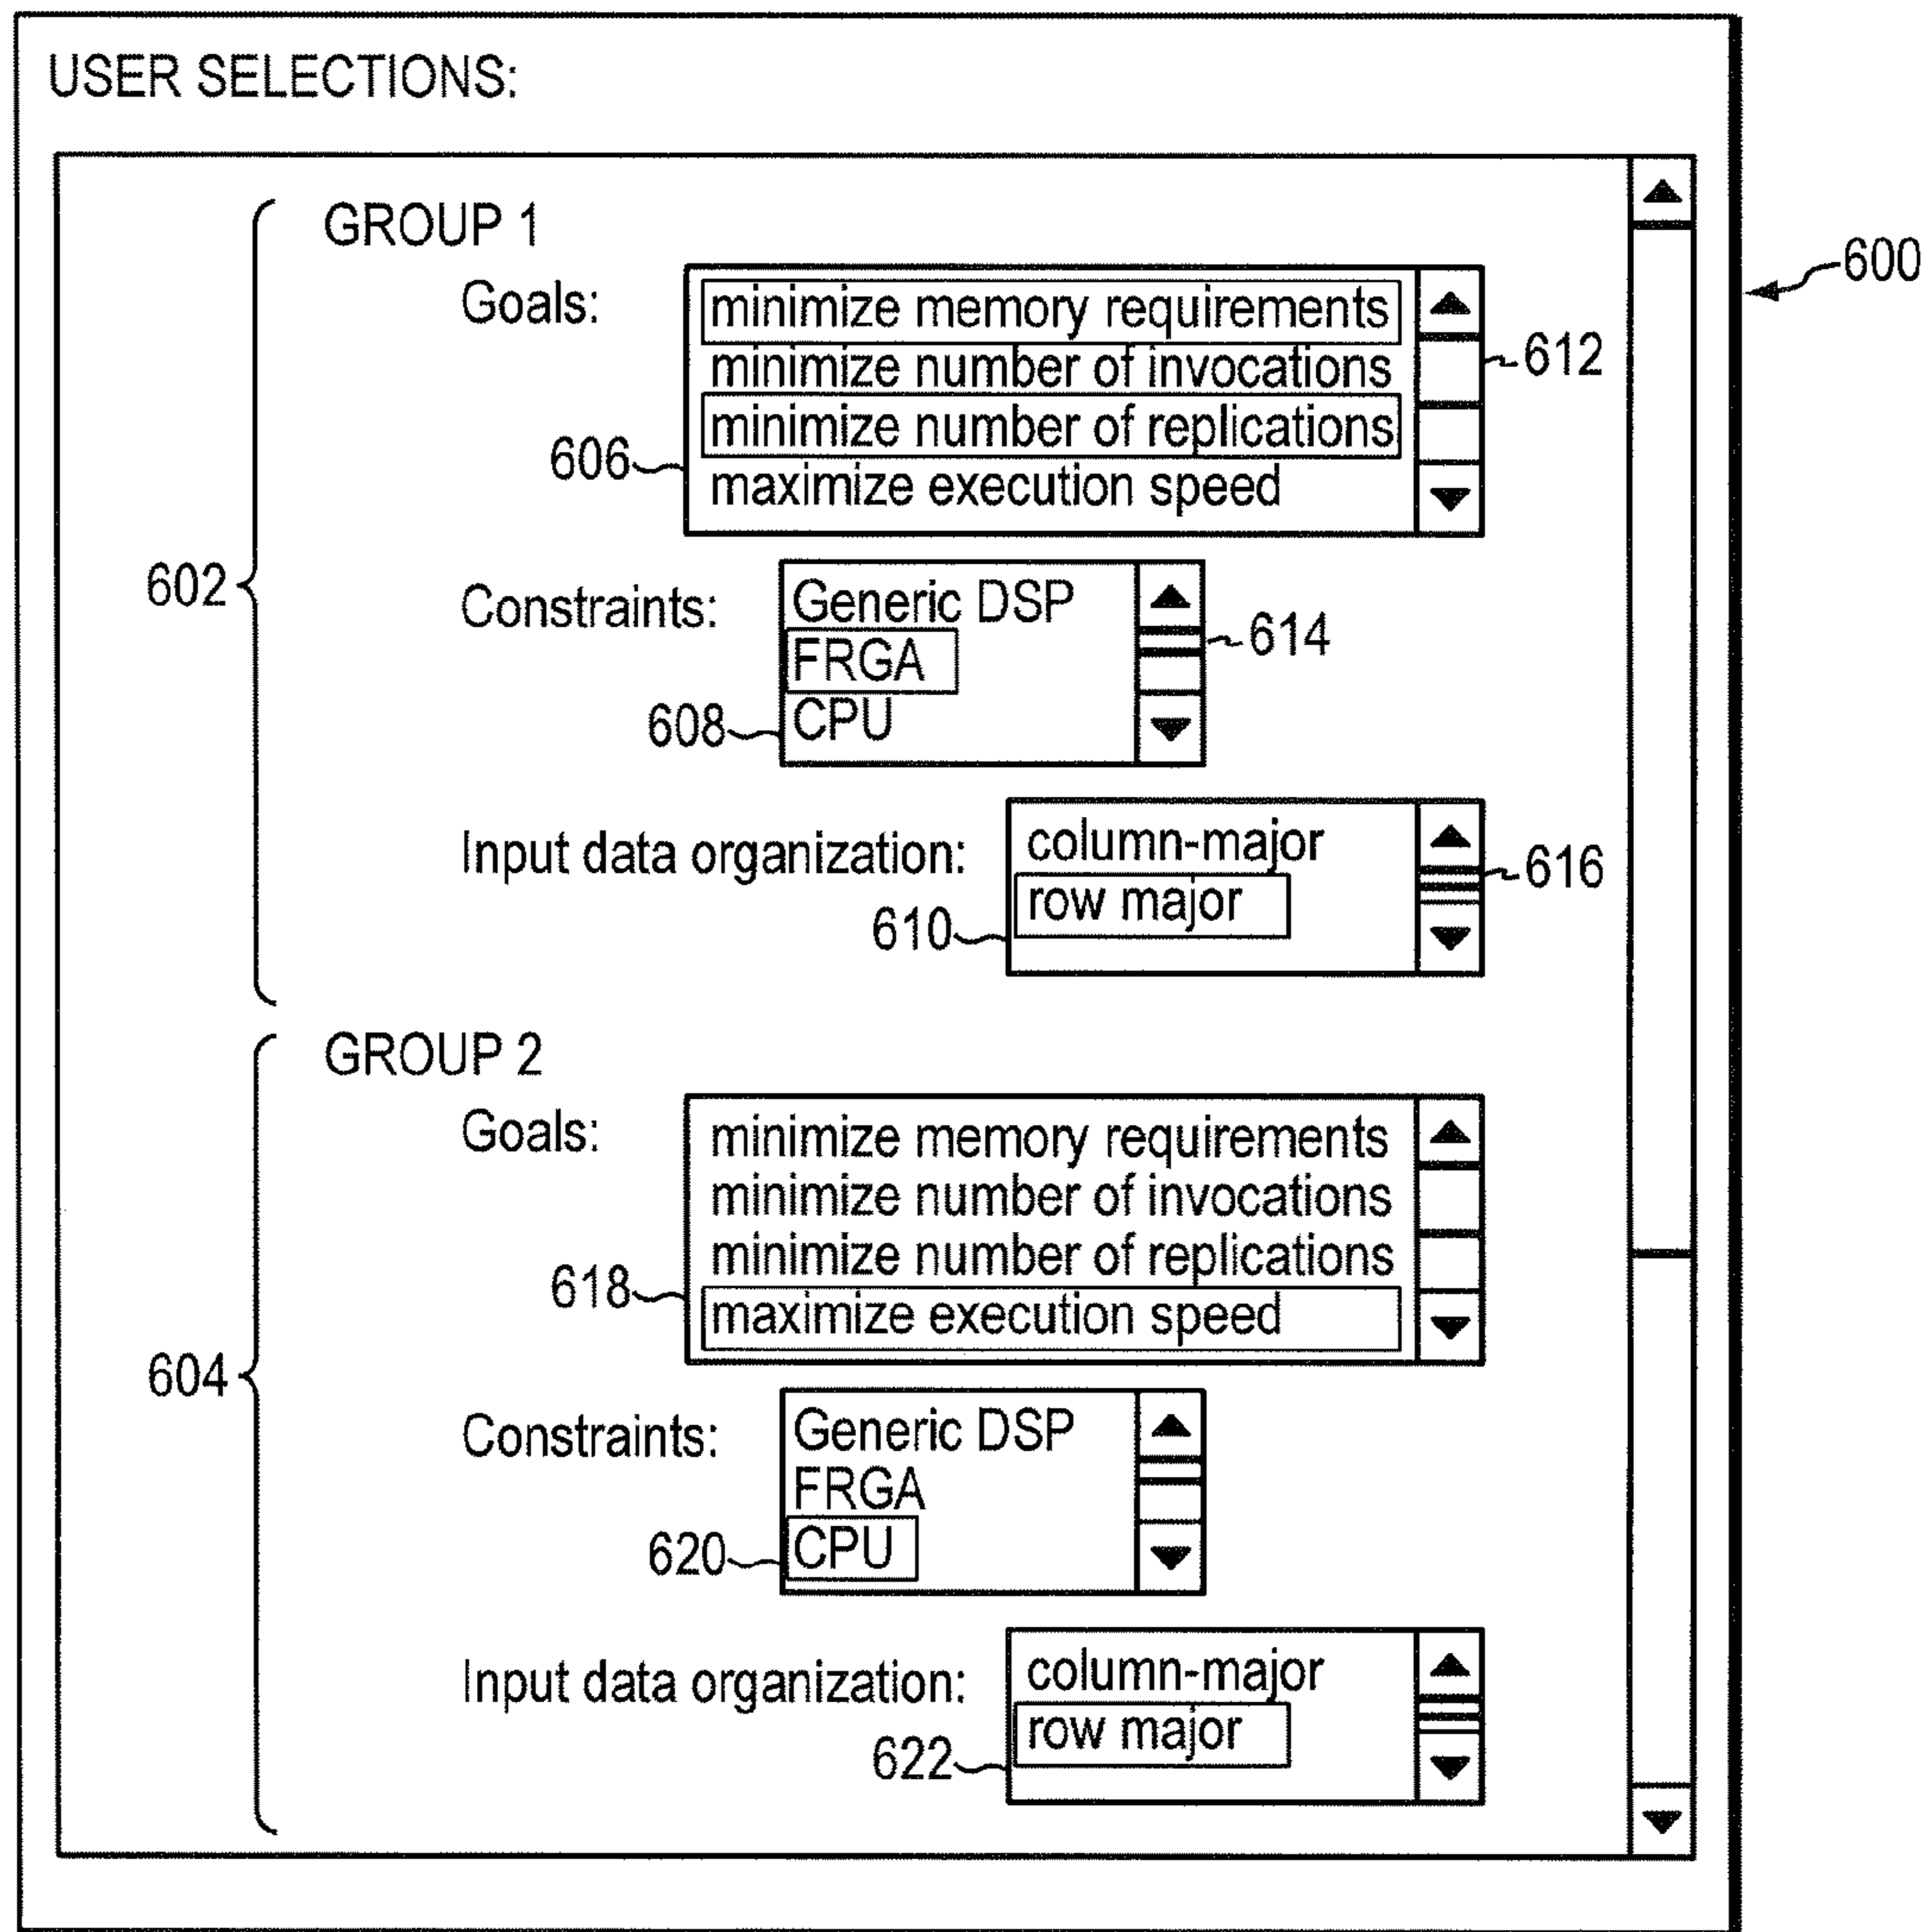 USER SELECTIONS:
GROUP 1
600
Goals:
minimize memory requirements
612
minimize number of invocations
minimize number of replications
606
maximize execution speed
602
Constraints:
Generic DSP
614
FRGA
608
CPU
Input data organization:
column-major
616
row major
610
GROUP 2
Goals:
minimize memory requirements
minimize number of invocations
minimize number of replications
618
maximize execution speed
604
Constraints:
Generic DSP
FRGA
620
CPU
Input data organization:
column-major
row major
622